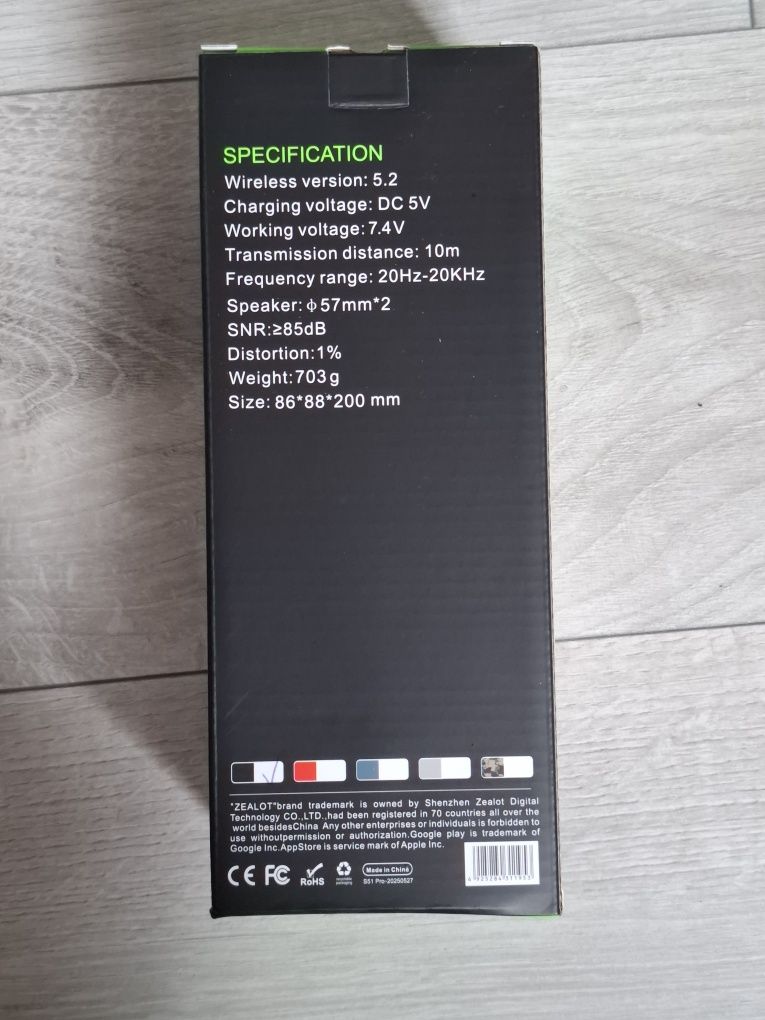 SPECIFICATION
Wireless version: 5.2
Charging voltage: DC 5V
Working voltage: 7.4V
Transmission distance: 10m
Frequency range: 20Hz-20KHz
Speaker: ϕ57mm*2
SNR:≥85dB
Distortion:1%
Weight:703g
Size: 86*88*200 mm
"ZEALOT"brand trademark is owned by Shenzhen Zealot Digital
Technology CO.,LTD.,had been registered in 70 countries all over the
world besidesChina Any other enterprises or individuals is forbidden to
use withoutpermission or authorization.Google play is trademark of
Google Inc.AppStore is service mark of Apple Inc.
CE FC RoHS
recyclable
packaging
Made in China
S51 Pro-20250527